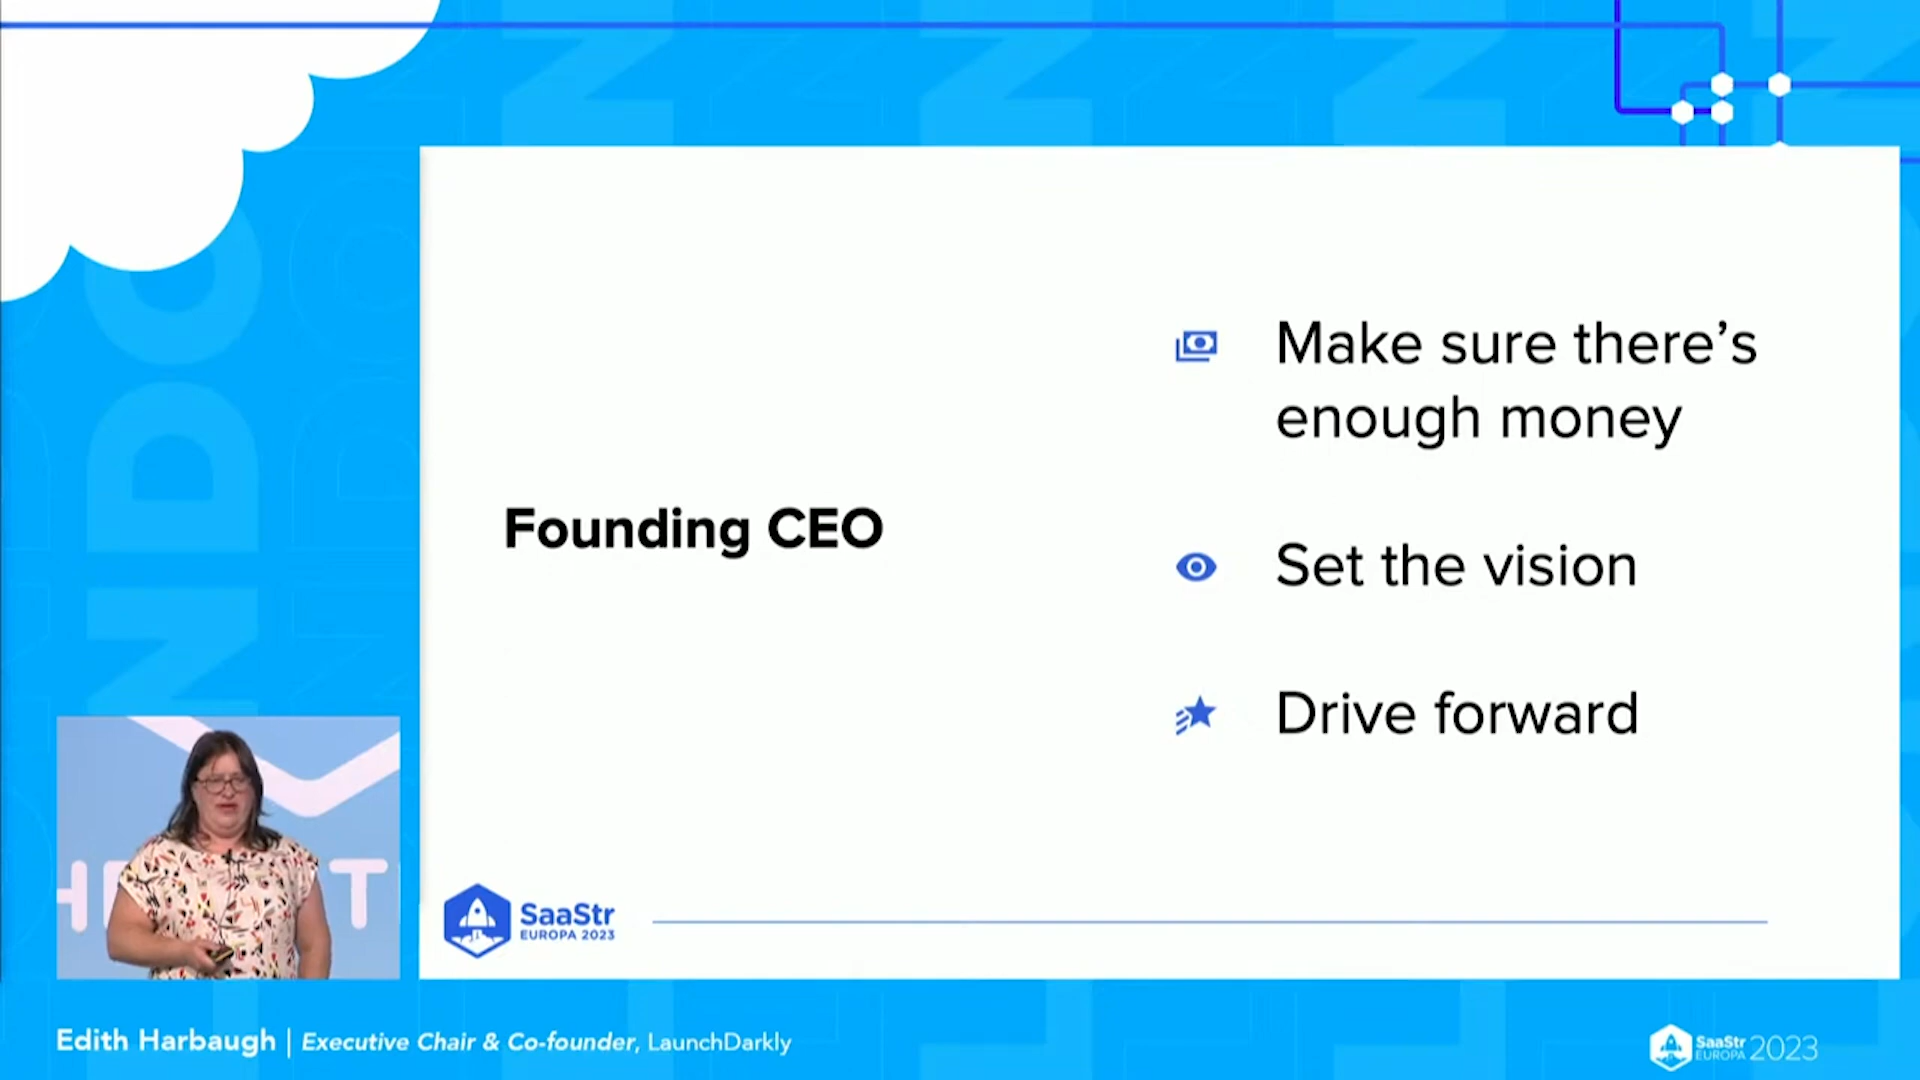 Make sure there's
enough money
Founding CEO
Set the vision
Drive forward
SaaStr
EUROPA 2023
Edith Harbaugh | Executive Chair & Co-founder, LaunchDarkly
SaaStr
EUROPA 2023